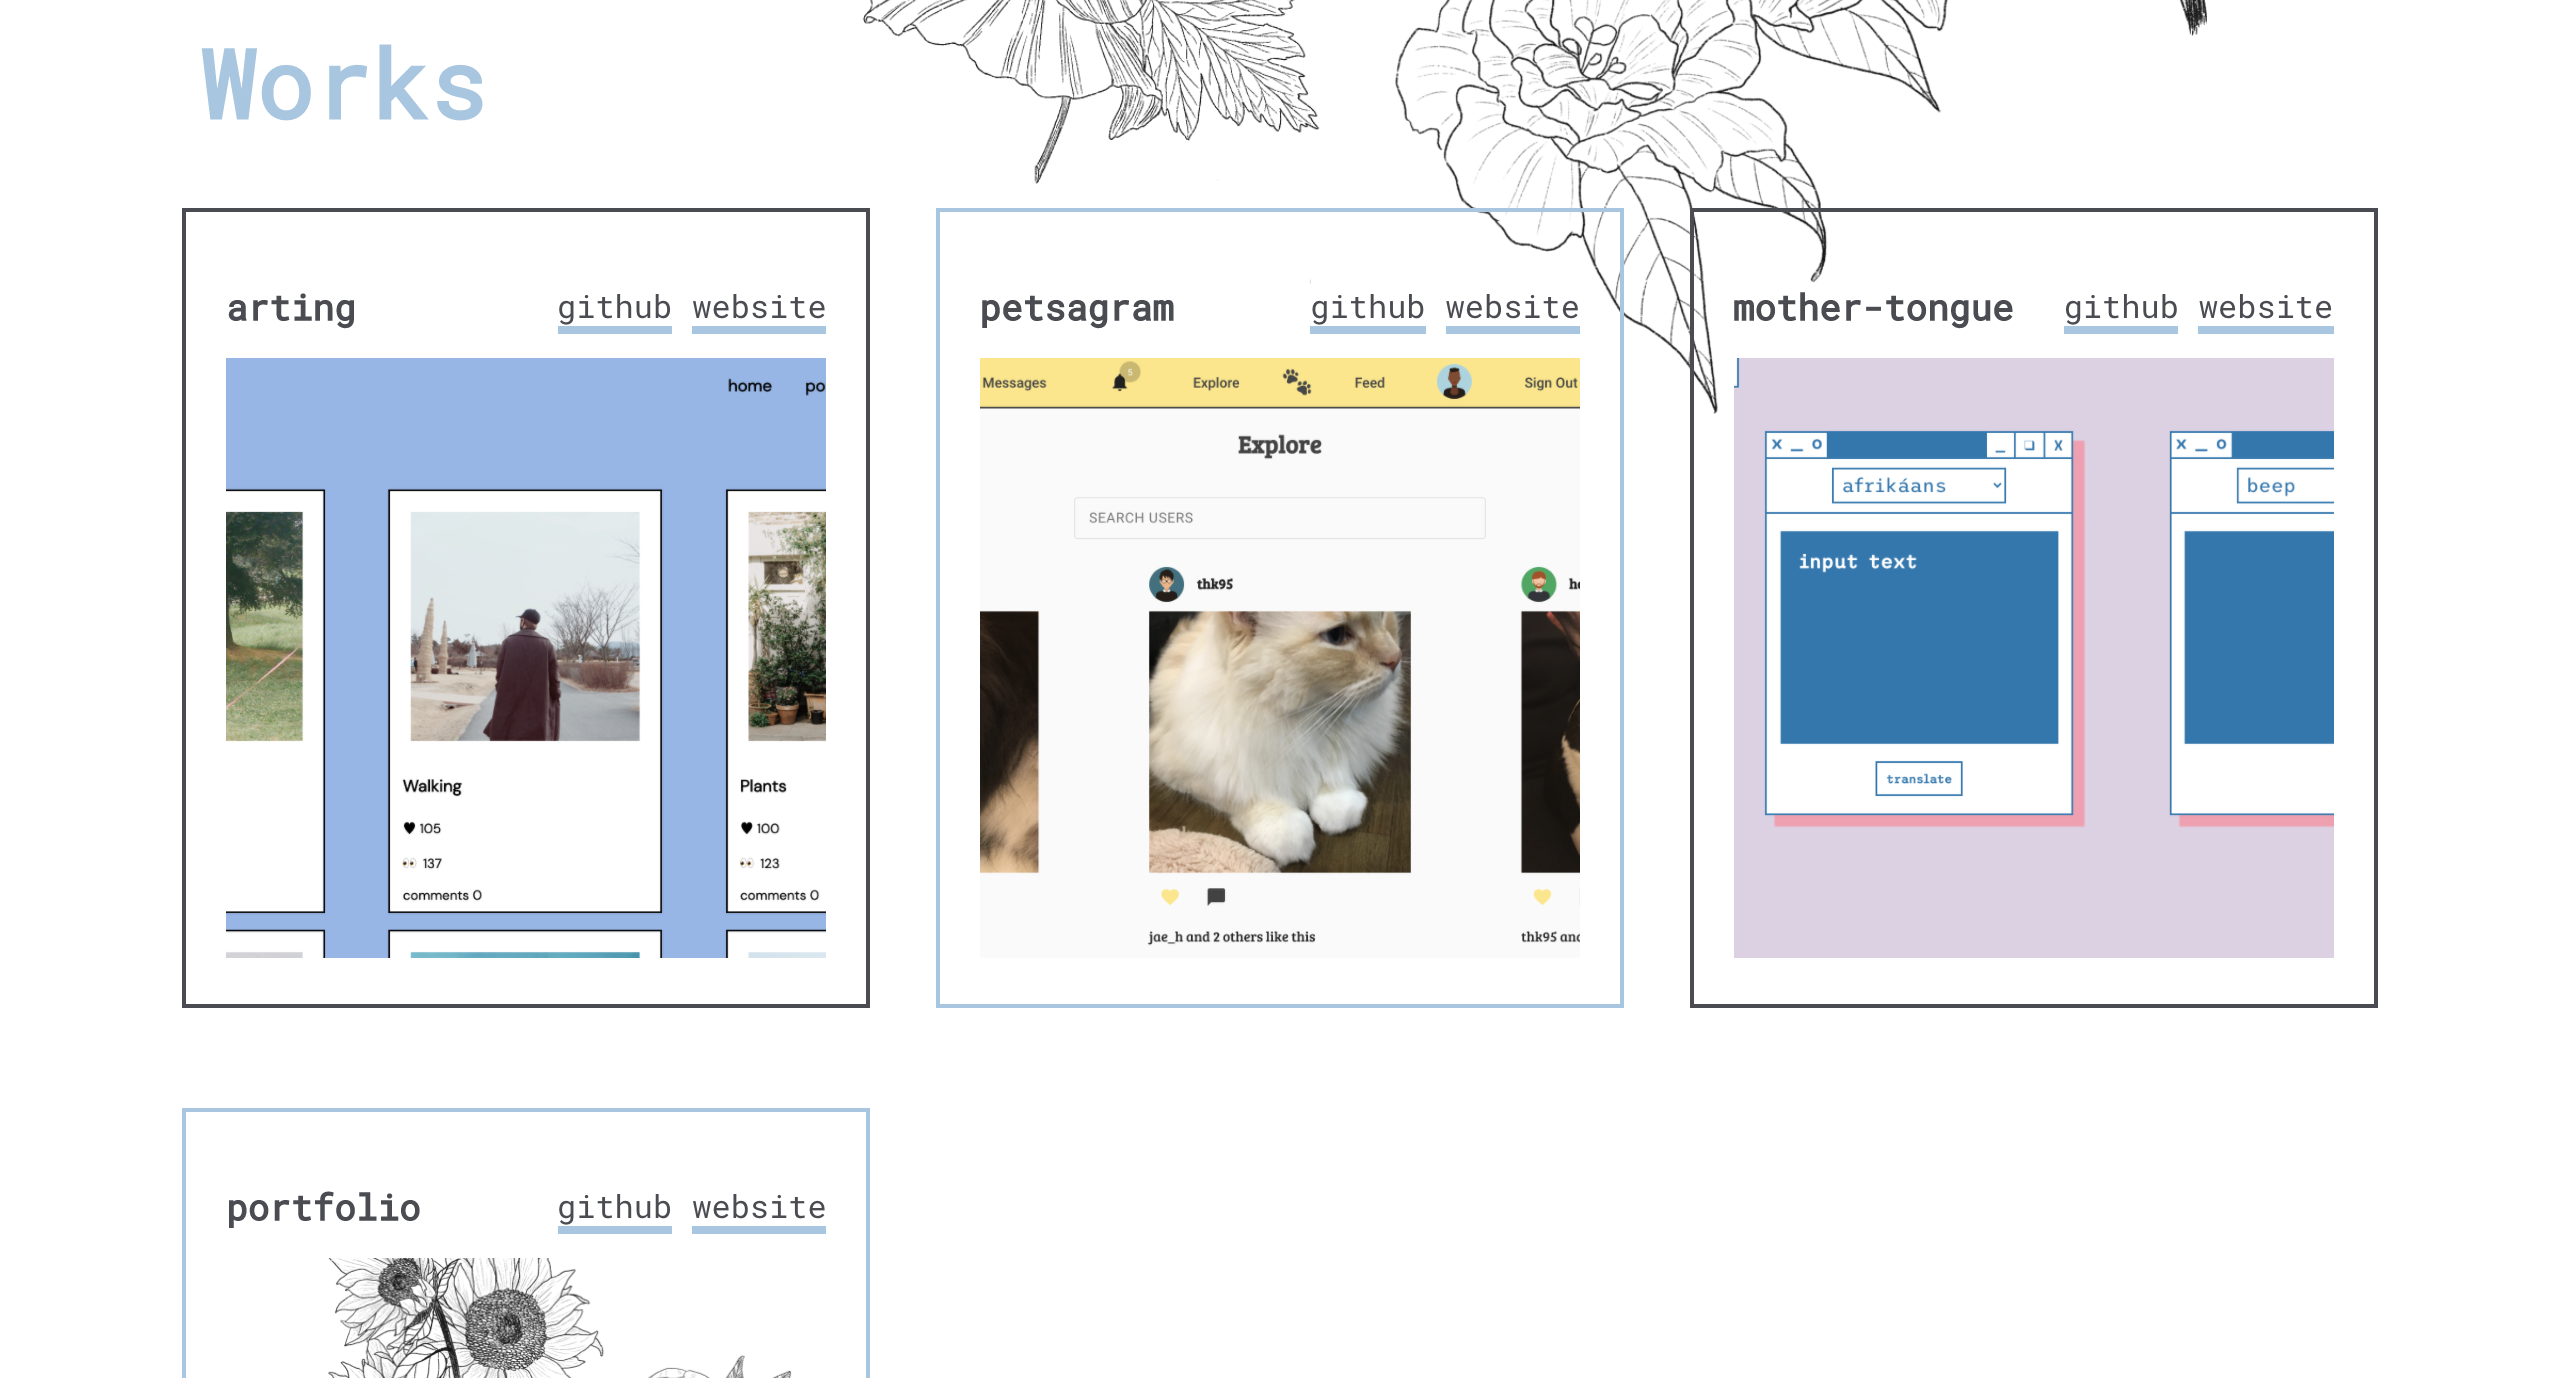 Works
arting github website
home
Walking
♥ 105
👀 137
comments 0
Plants
♥ 100
👀 123
comments 0
petsagram github website
Messages 5 Explore Feed Sign Out
Explore
SEARCH USERS
thk95
jae_h and 2 others like this
thk95
mother-tongue github website
x _ o _ ❑ X
afrikáans
input text
translate
x _ o
beep
portfolio github website